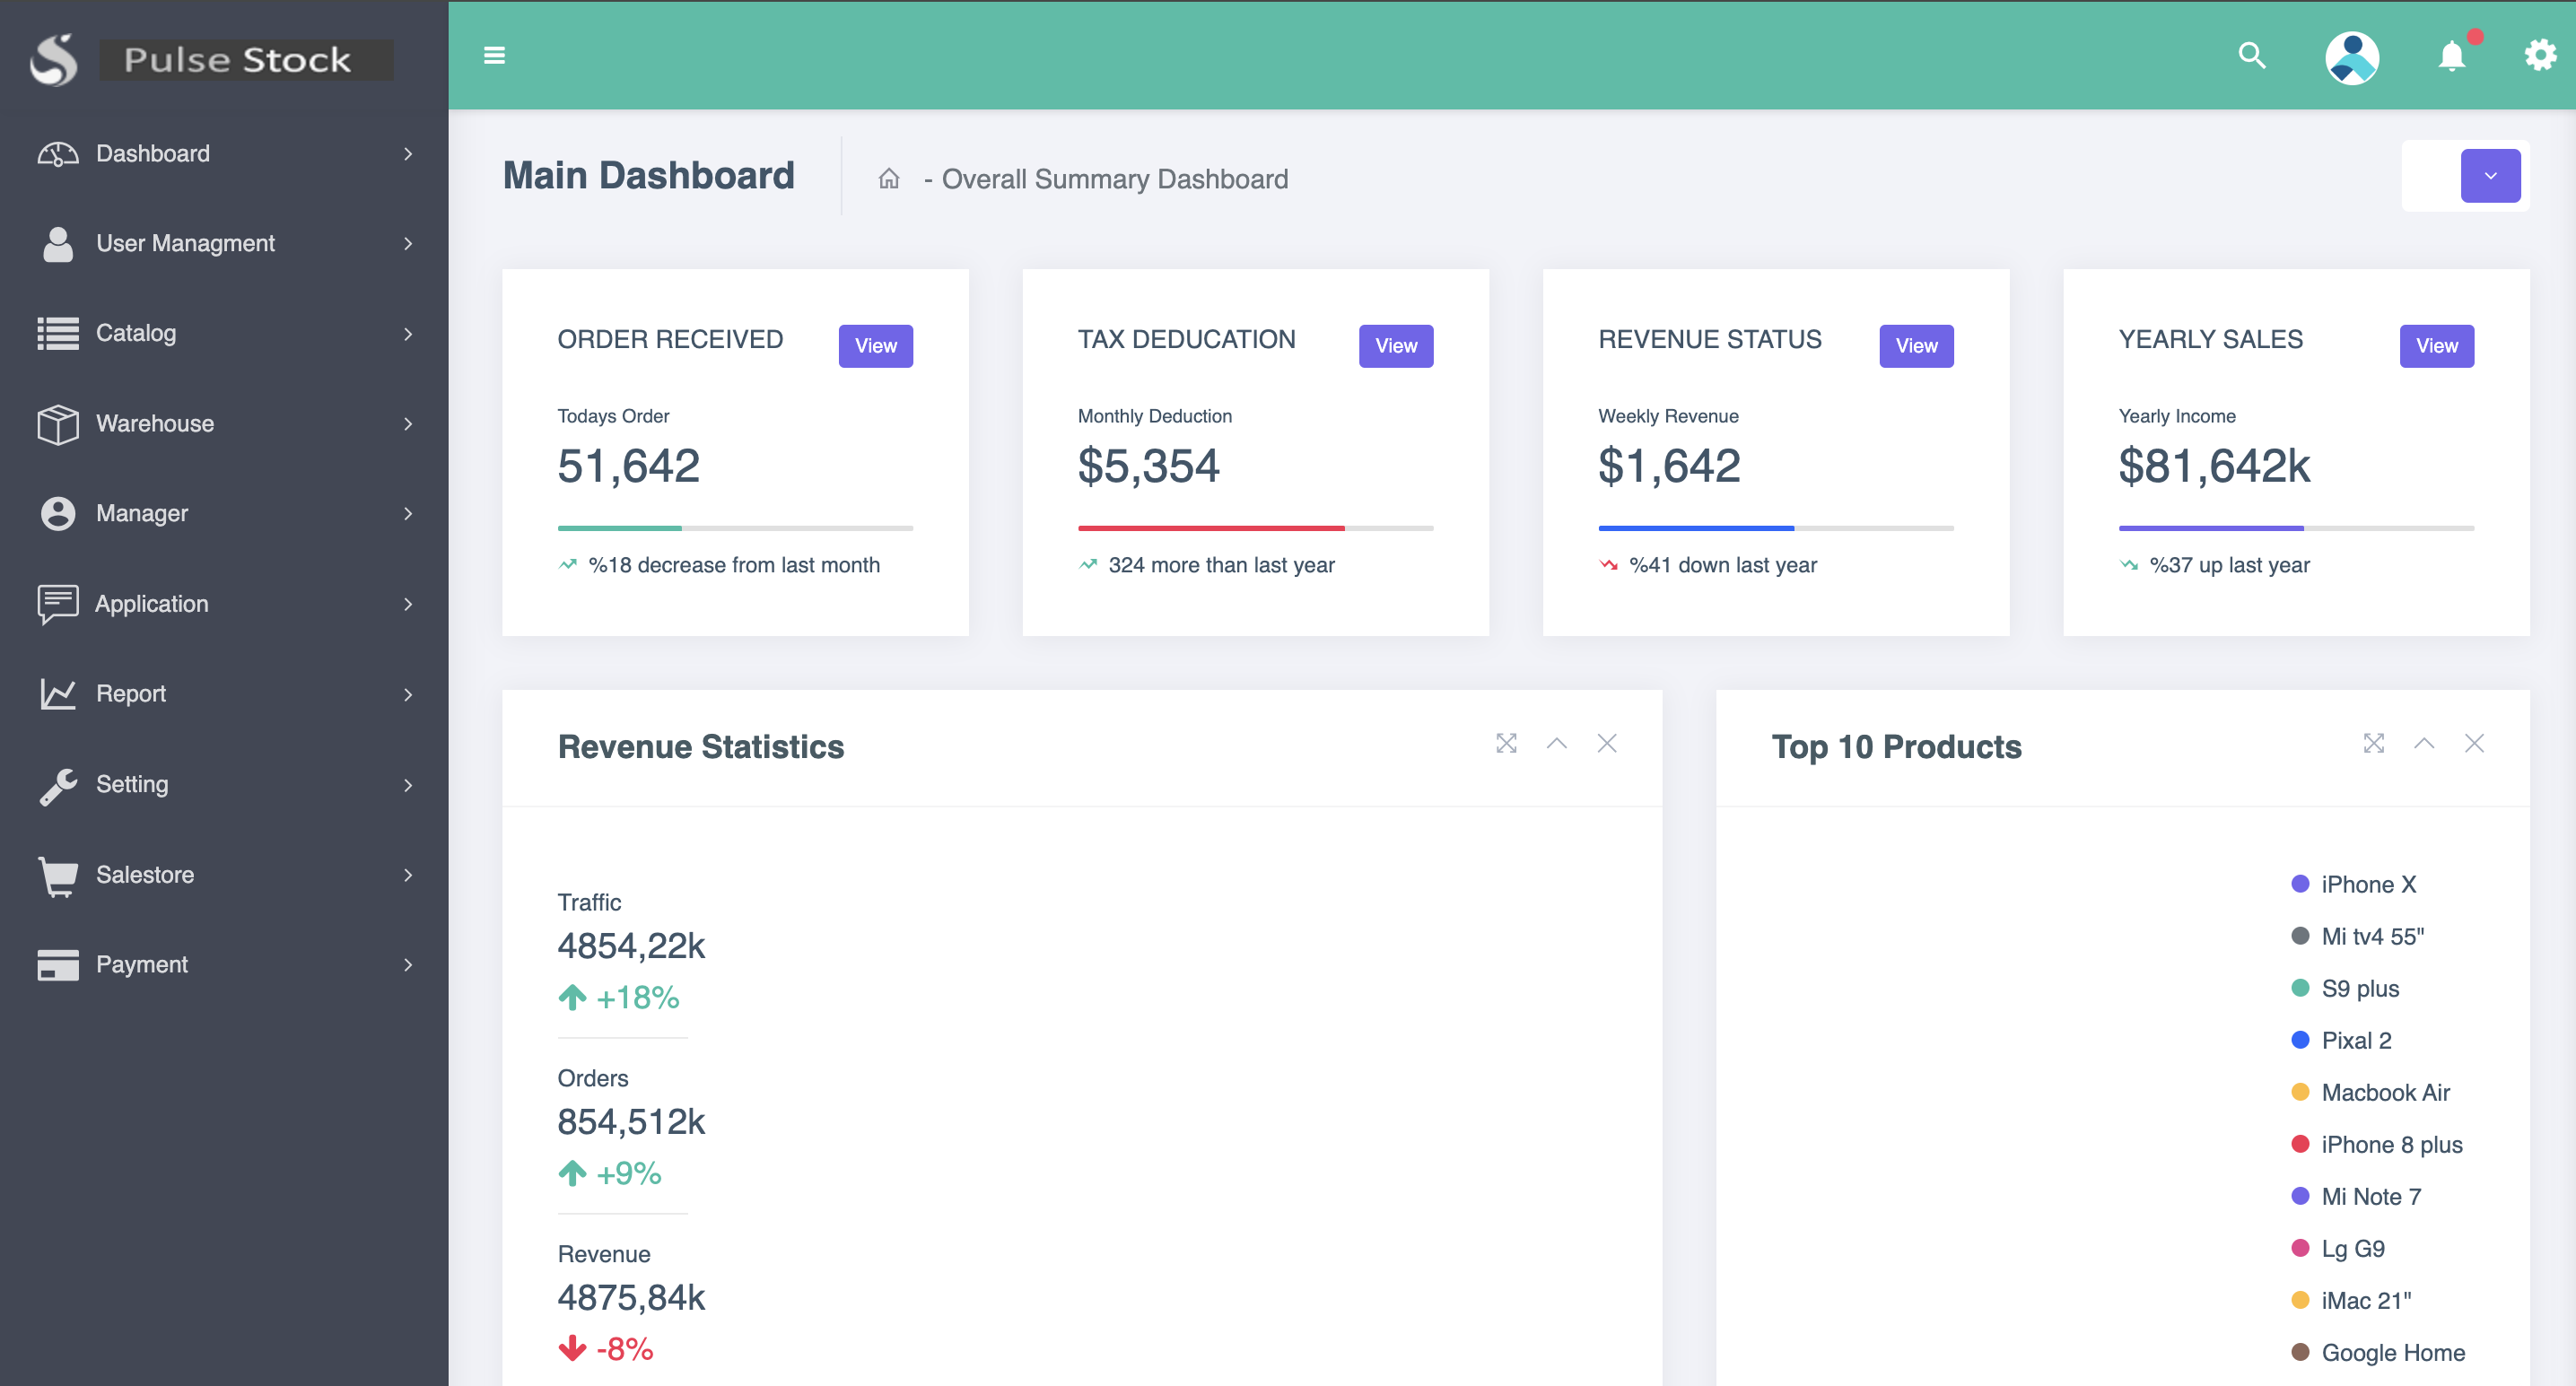 Pulse Stock
Dashboard
User Managment
Catalog
Warehouse
Manager
Application
Report
Setting
Salestore
Payment
Main Dashboard
- Overall Summary Dashboard
ORDER RECEIVED
View
Todays Order
51,642
%18 decrease from last month
TAX DEDUCATION
View
Monthly Deduction
$5,354
324 more than last year
REVENUE STATUS
View
Weekly Revenue
$1,642
%41 down last year
YEARLY SALES
View
Yearly Income
$81,642k
%37 up last year
Revenue Statistics
Traffic
4854,22k
+18%
Orders
854,512k
+9%
Revenue
4875,84k
-8%
Top 10 Products
iPhone X
Mi tv4 55"
S9 plus
Pixal 2
Macbook Air
iPhone 8 plus
Mi Note 7
Lg G9
iMac 21"
Google Home